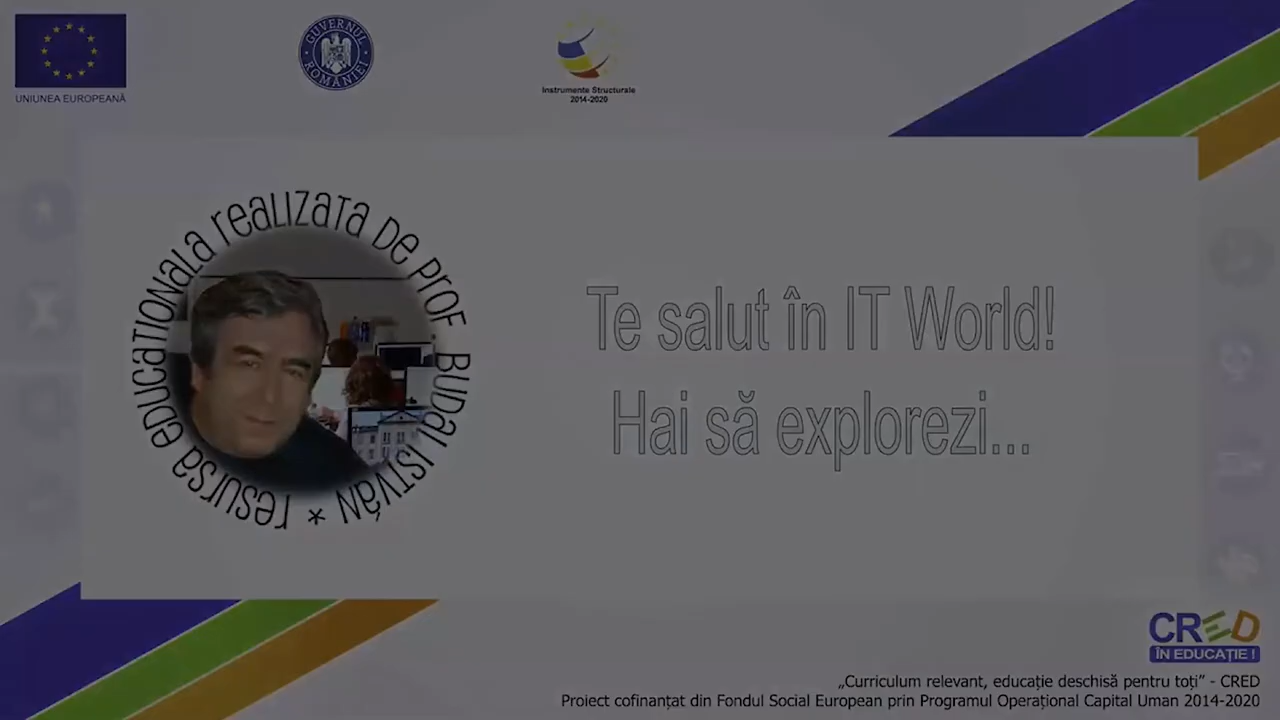 UNIUNEA EUROPEANĂ
GUVERNUL ROMÂNIEI
Instrumente Structurale
2014-2020
resursa educațională realizată de prof Budai István *
Te salut în IT World!
Hai să explorezi...
CRED
ÎN EDUCAȚIE !
„Curriculum relevant, educație deschisă pentru toți” - CRED
Proiect cofinanțat din Fondul Social European prin Programul Operațional Capital Uman 2014-2020